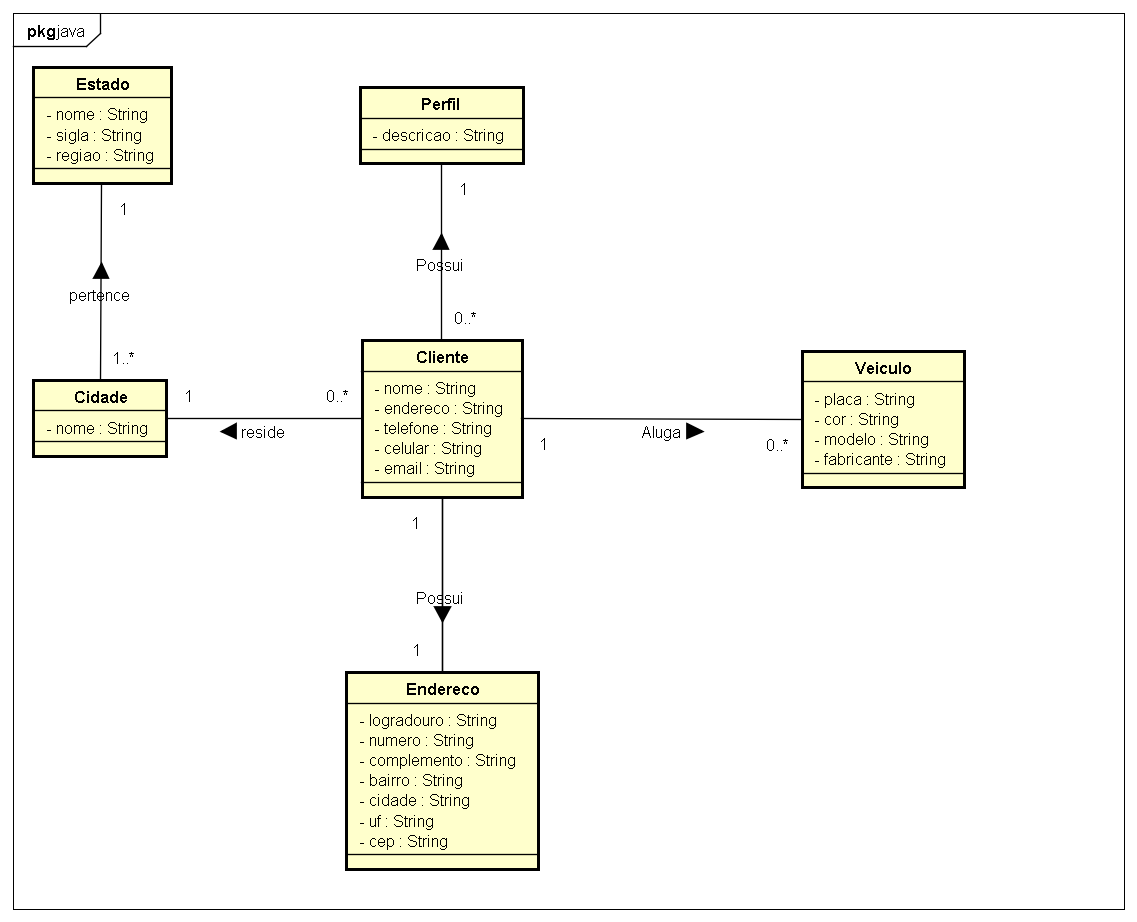 pkgjava
Estado
- nome : String
- sigla : String
- regiao : String
1
pertence
1..*
Perfil
- descricao : String
1
Possui
0..*
Cidade
- nome : String
1
0..*
reside
Cliente
- nome : String
- endereco : String
- telefone : String
- celular : String
- email : String
1
Aluga
0..*
Veiculo
- placa : String
- cor : String
- modelo : String
- fabricante : String
1
Possui
1
Endereco
- logradouro : String
- numero : String
- complemento : String
- bairro : String
- cidade : String
- uf : String
- cep : String